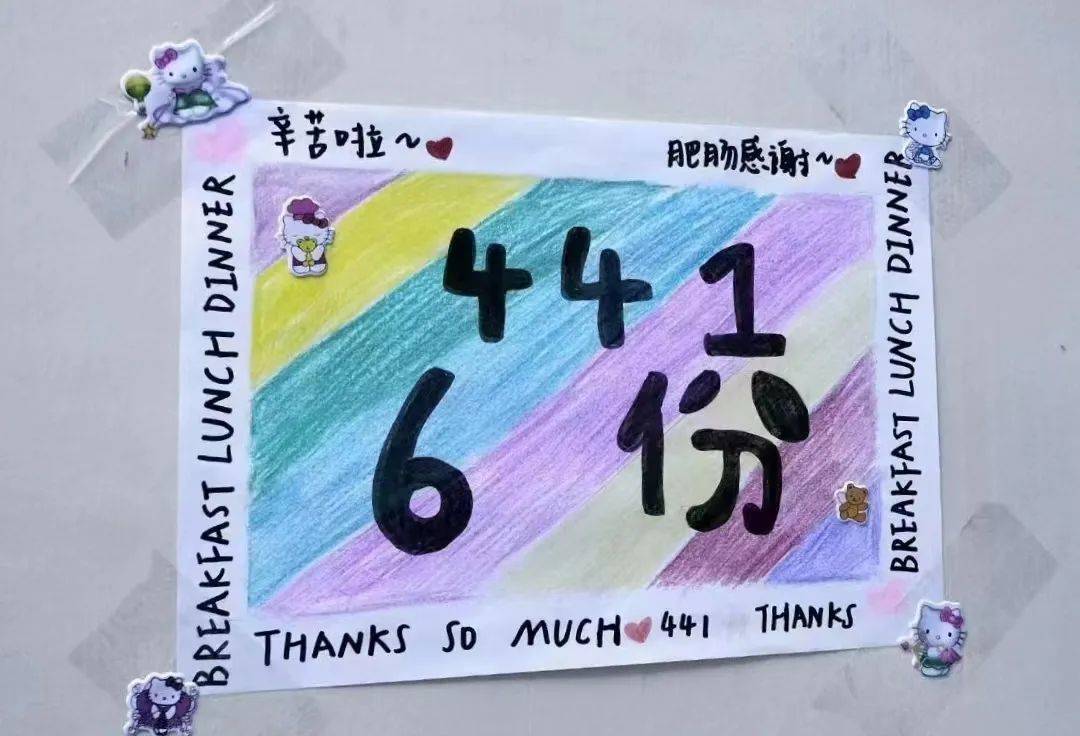 辛苦啦~
肥肠感谢~
BREAKFAST LUNCH DINNER
441
6份
BREAKFAST LUNCH DINNER
THANKS SO MUCH 441 THANKS